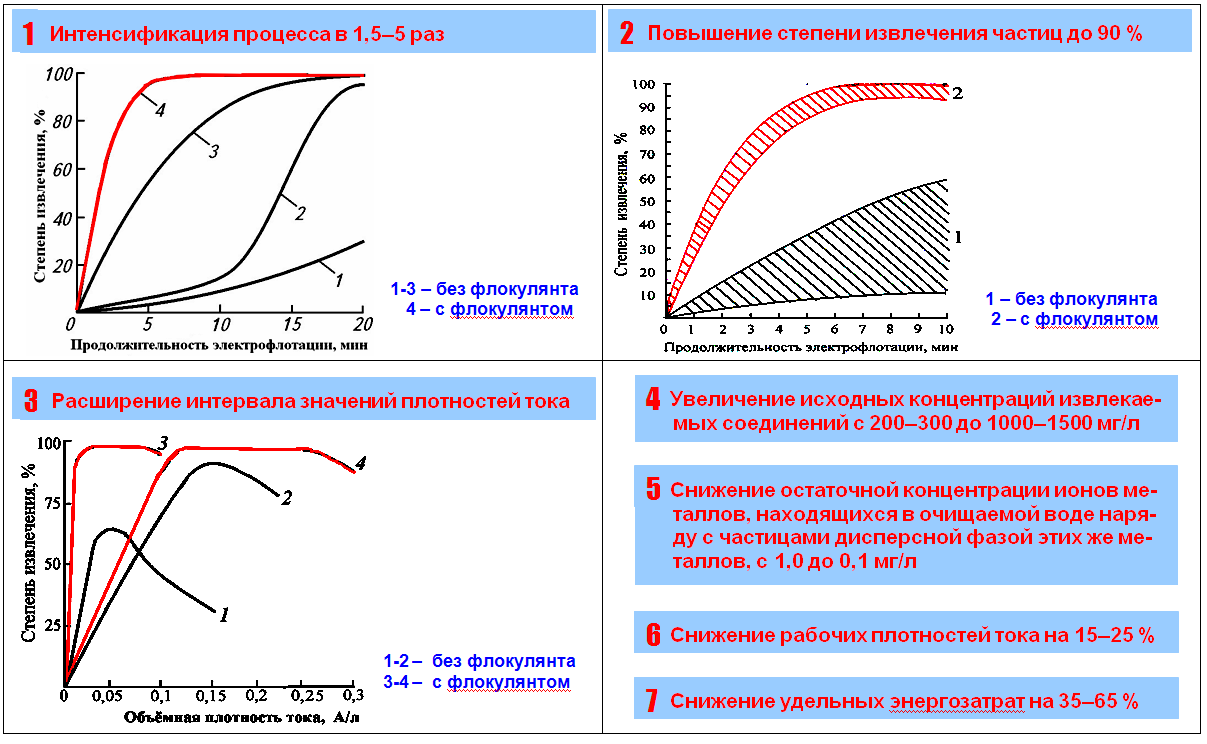 1 Интенсификация процесса в 1,5–5 раз
100
80
60
40
20
0
5
10
15
20
4
3
2
1
Степень извлечения, %
Продолжительность электрофлотации, мин
1-3 – без флокулянта
4 – с флокулянтом
2 Повышение степени извлечения частиц до 90 %
100
90
80
70
60
50
40
30
20
10
0 1 2 3 4 5 6 7 8 9 10
2
1
Степень извлечения, %
Продолжительность электрофлотации, мин
1 – без флокулянта
2 – с флокулянтом
3 Расширение интервала значений плотностей тока
100
75
50
25
0 0,05 0,1 0,15 0,2 0,25 0,3
3
4
2
1
Степень извлечения, %
Объёмная плотность тока, А/л
1-2 – без флокулянта
3-4 – с флокулянтом
4 Увеличение исходных концентраций извлекае-
мых соединений с 200–300 до 1000–1500 мг/л
5 Снижение остаточной концентрации ионов ме-
таллов, находящихся в очищаемой воде наря-
ду с частицами дисперсной фазой этих же ме-
таллов, с 1,0 до 0,1 мг/л
6 Снижение рабочих плотностей тока на 15–25 %
7 Снижение удельных энергозатрат на 35–65 %